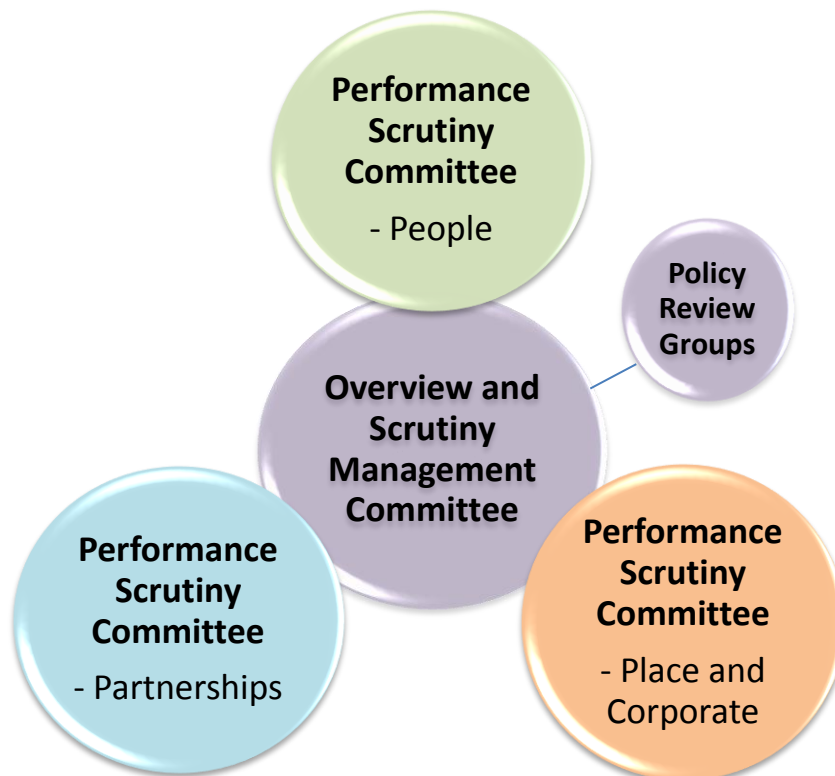 Performance
Scrutiny
Committee
- People
Policy
Review
Groups
Overview and
Scrutiny
Management
Committee
Performance
Scrutiny
Committee
- Partnerships
Performance
Scrutiny
Committee
- Place and
Corporate